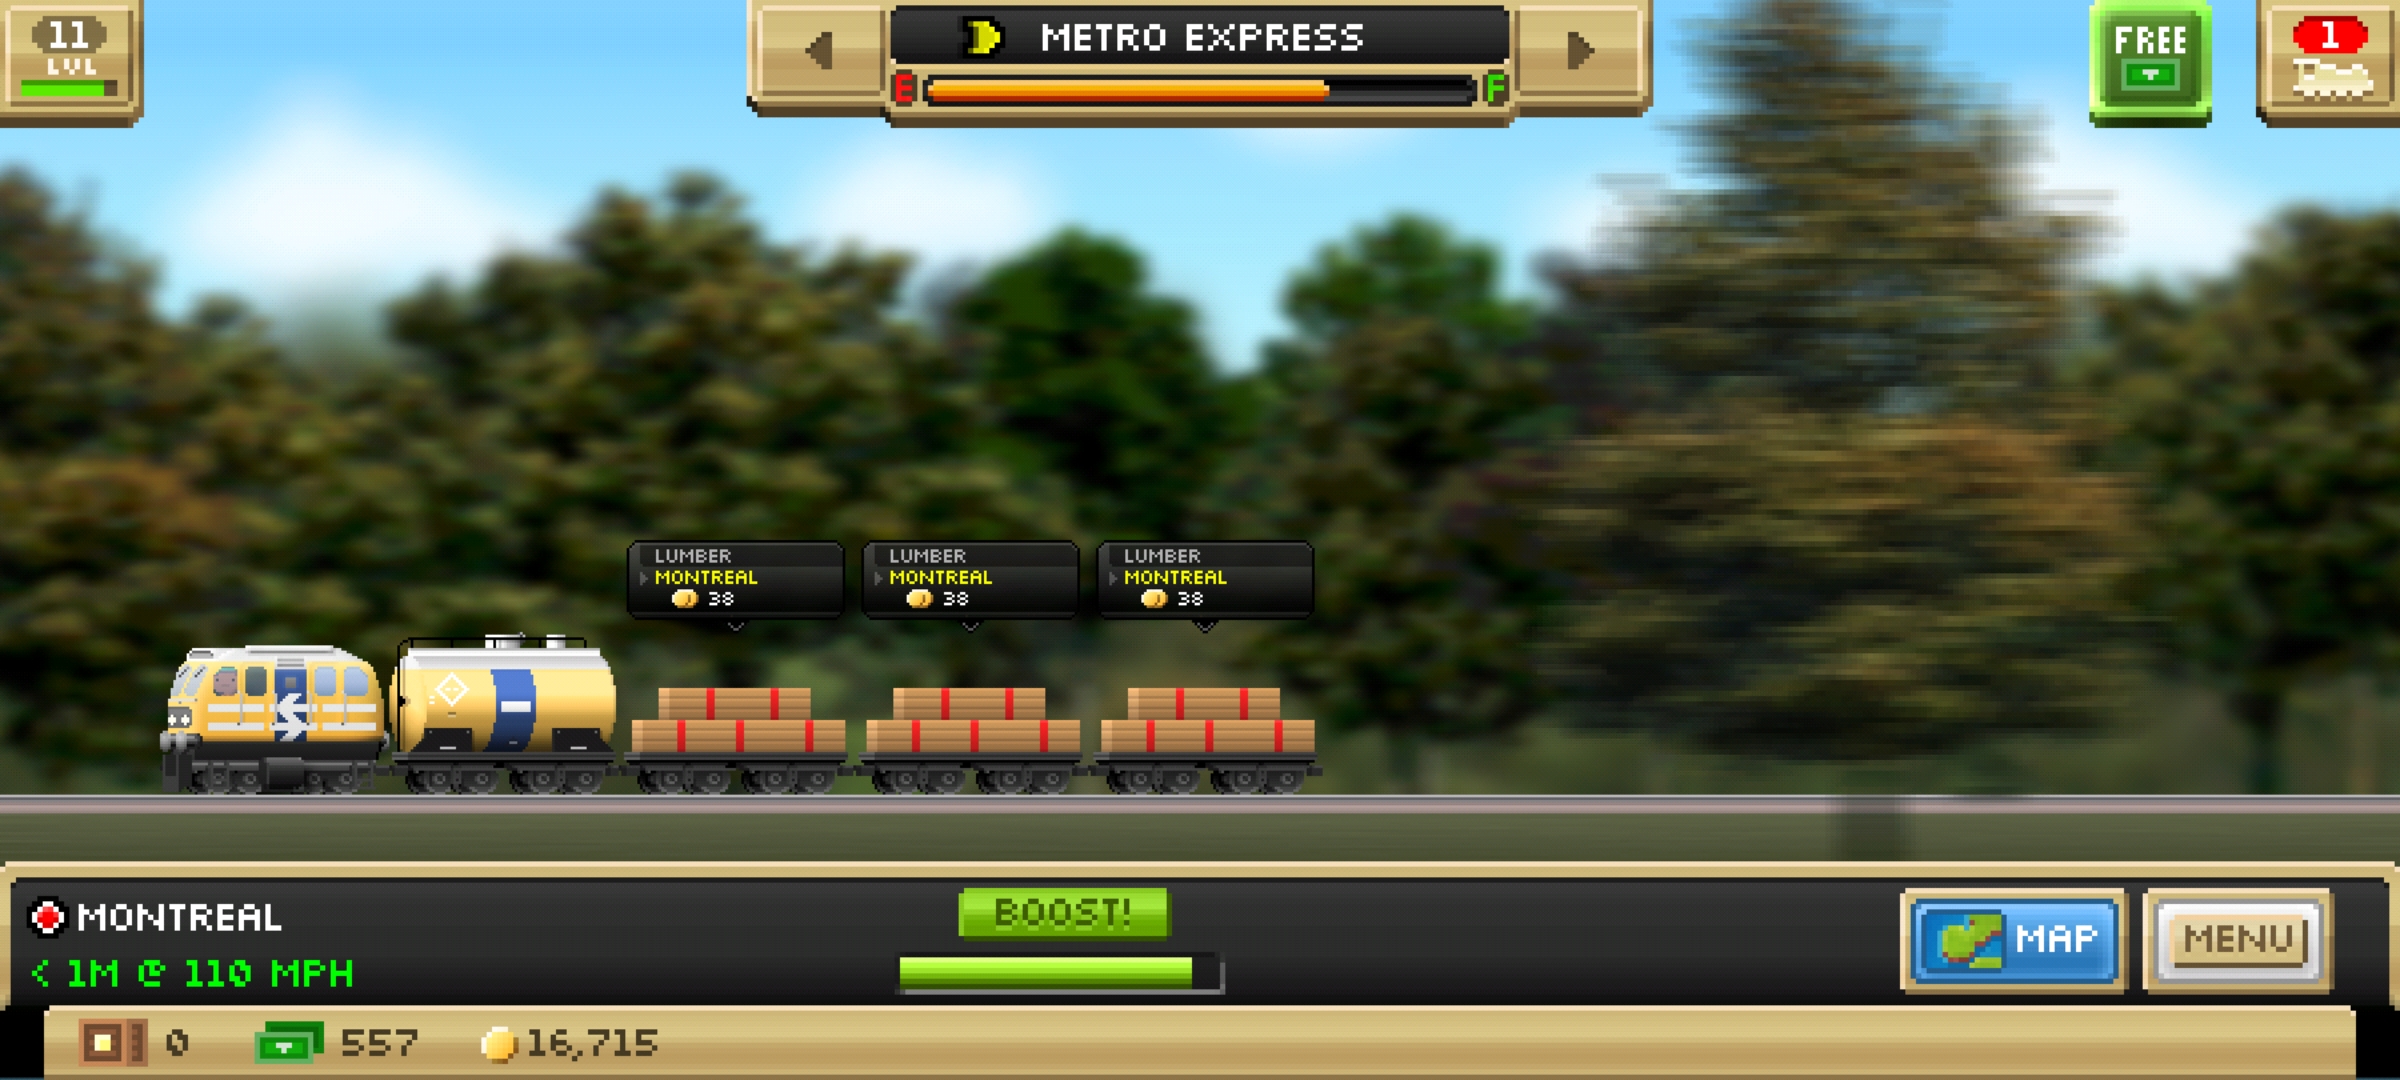 11
LVL
METRO EXPRESS
E F
FREE
1
LUMBER
MONTREAL
38
LUMBER
MONTREAL
38
LUMBER
MONTREAL
38
MONTREAL
< 1M @ 110 MPH
BOOST!
MAP
MENU
0
557
16,715